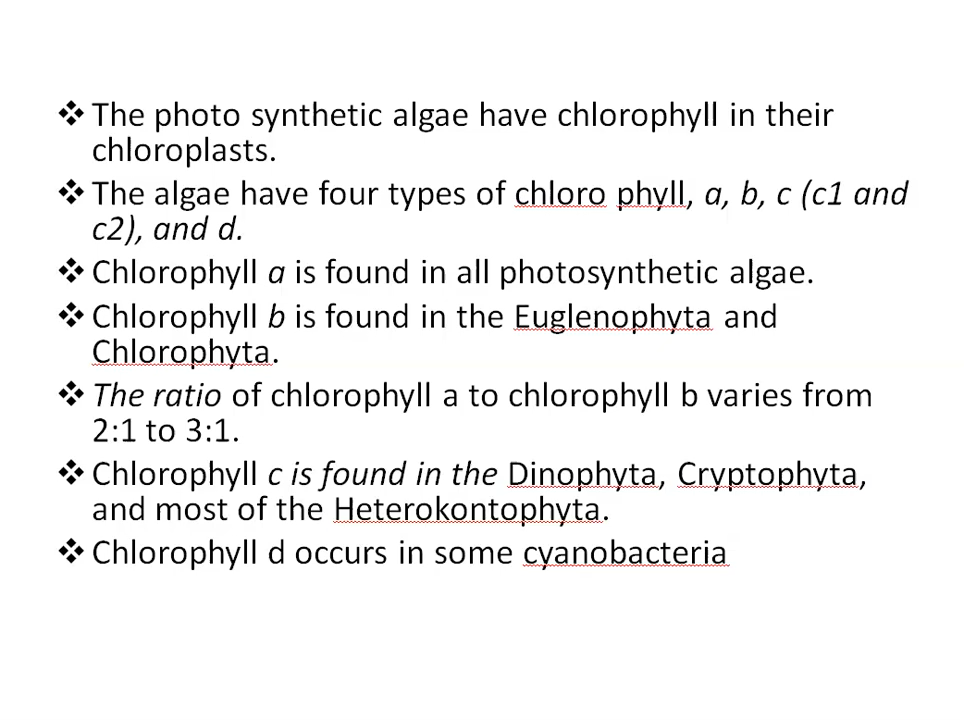 ❖ The photo synthetic algae have chlorophyll in their
chloroplasts.
❖ The algae have four types of chloro phyll, a, b, c (c1 and
c2), and d.
❖ Chlorophyll a is found in all photosynthetic algae.
❖ Chlorophyll b is found in the Euglenophyta and
Chlorophyta.
❖ The ratio of chlorophyll a to chlorophyll b varies from
2:1 to 3:1.
❖ Chlorophyll c is found in the Dinophyta, Cryptophyta,
and most of the Heterokontophyta.
❖ Chlorophyll d occurs in some cyanobacteria